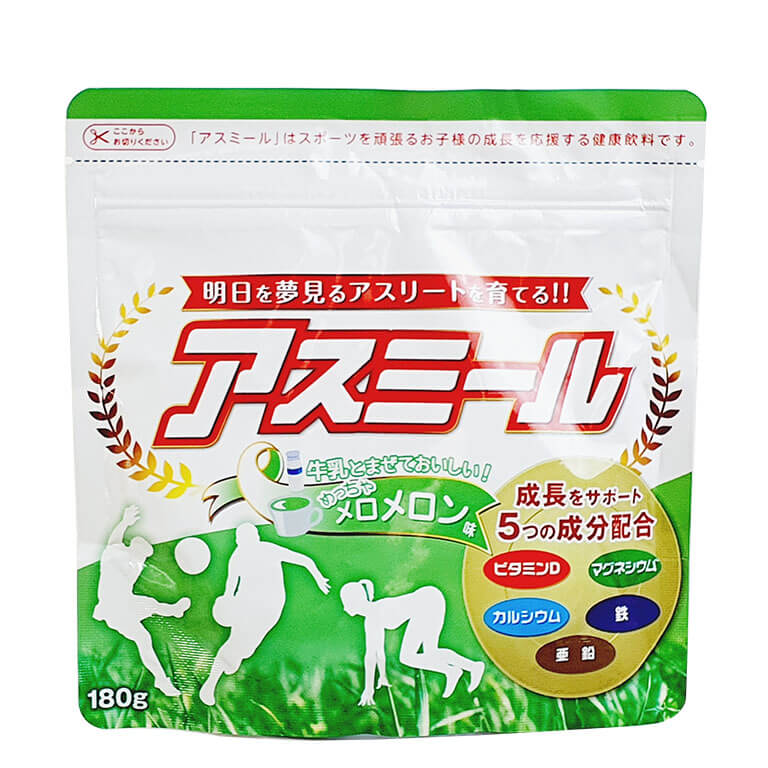 ここから
お切りください
「アスミール」はスポーツを頑張るお子様の成長を応援する健康飲料です。
明日を夢見るアスリートを育てる!!
アスミール
牛乳とまぜておいしい!
めっちゃ
メロメロン味
成長をサポート
5つの成分配合
ビタミンD
マグネシウム
カルシウム
鉄
亜鉛
180g